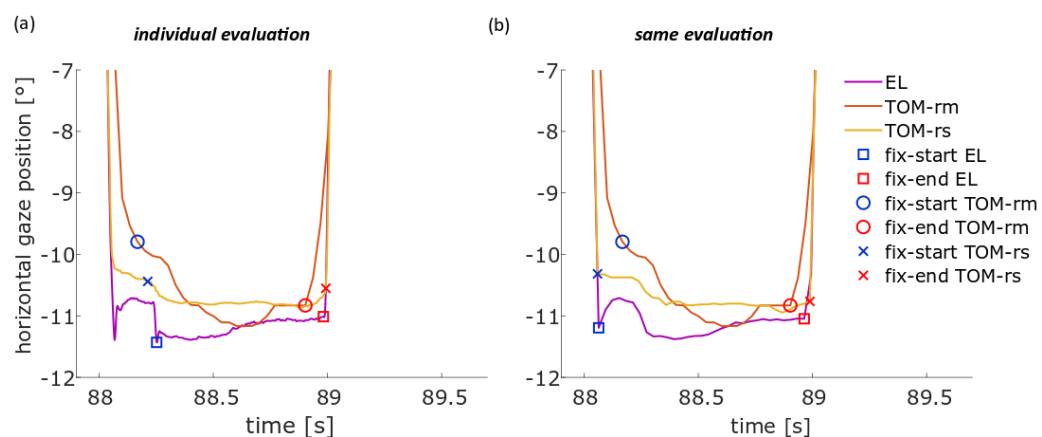 (a)
individual evaluation
-7
-8
-9
-10
-11
-12
horizontal gaze position [°]
88
88.5
89
89.5
time [s]
(b)
same evaluation
-7
-8
-9
-10
-11
-12
88
88.5
89
89.5
time [s]
EL
TOM-rm
TOM-rs
fix-start EL
fix-end EL
fix-start TOM-rm
fix-end TOM-rm
fix-start TOM-rs
fix-end TOM-rs